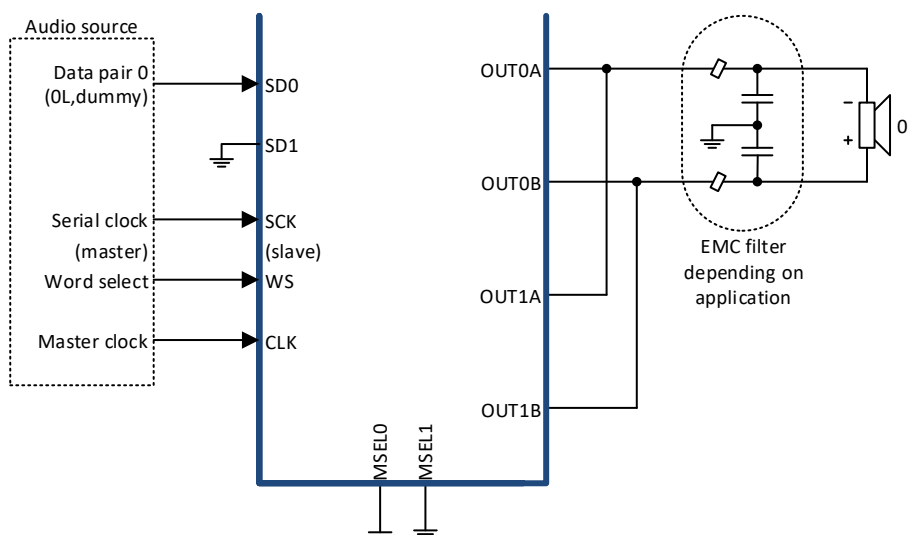 Audio source
Data pair 0
(0L,dummy)
SD0
SD1
Serial clock
SCK
(master)
(slave)
Word select
WS
Master clock
CLK
MSEL0
MSEL1
OUT0A
OUT0B
OUT1A
OUT1B
-
+
0
EMC filter
depending on
application